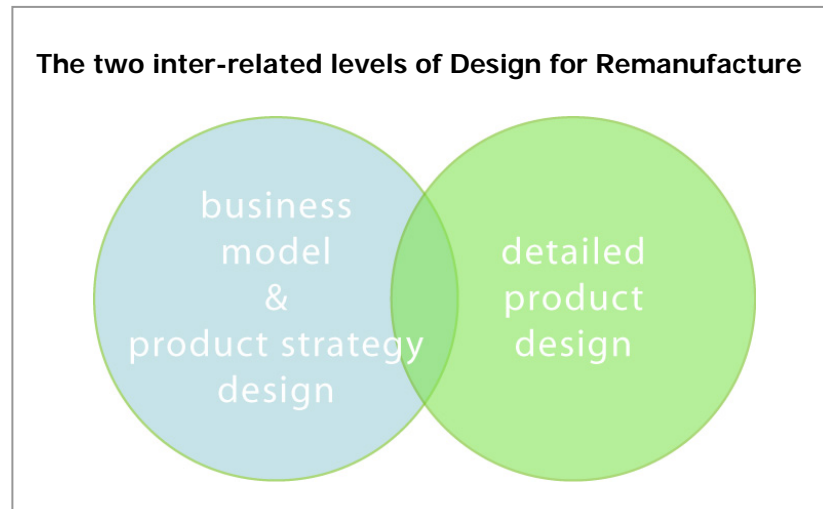 The two inter-related levels of Design for Remanufacture
business
model
&
product strategy
design
detailed
product
design